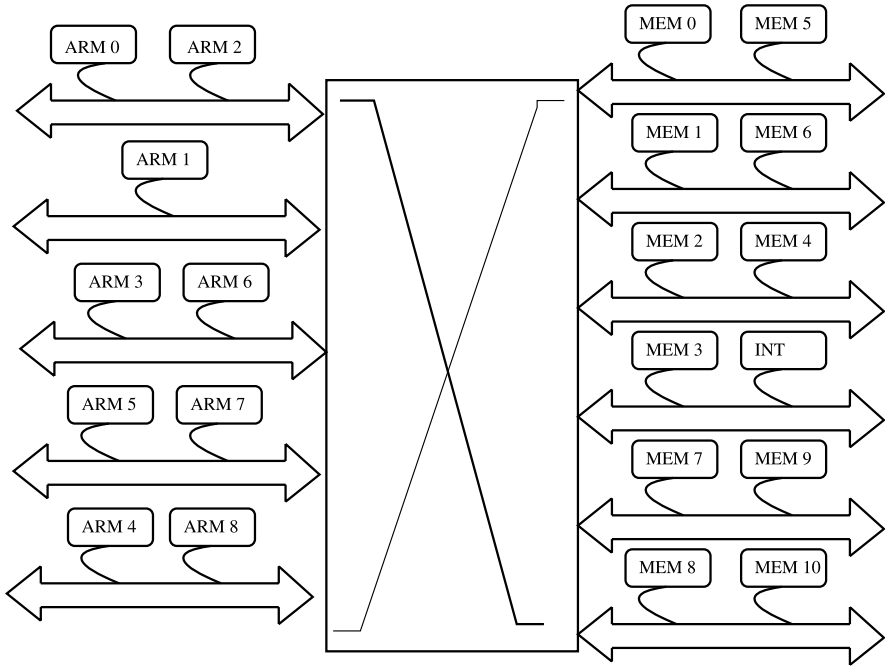 ARM 0
ARM 2
ARM 1
ARM 3
ARM 6
ARM 5
ARM 7
ARM 4
ARM 8
MEM 0
MEM 5
MEM 1
MEM 6
MEM 2
MEM 4
MEM 3
INT
MEM 7
MEM 9
MEM 8
MEM 10